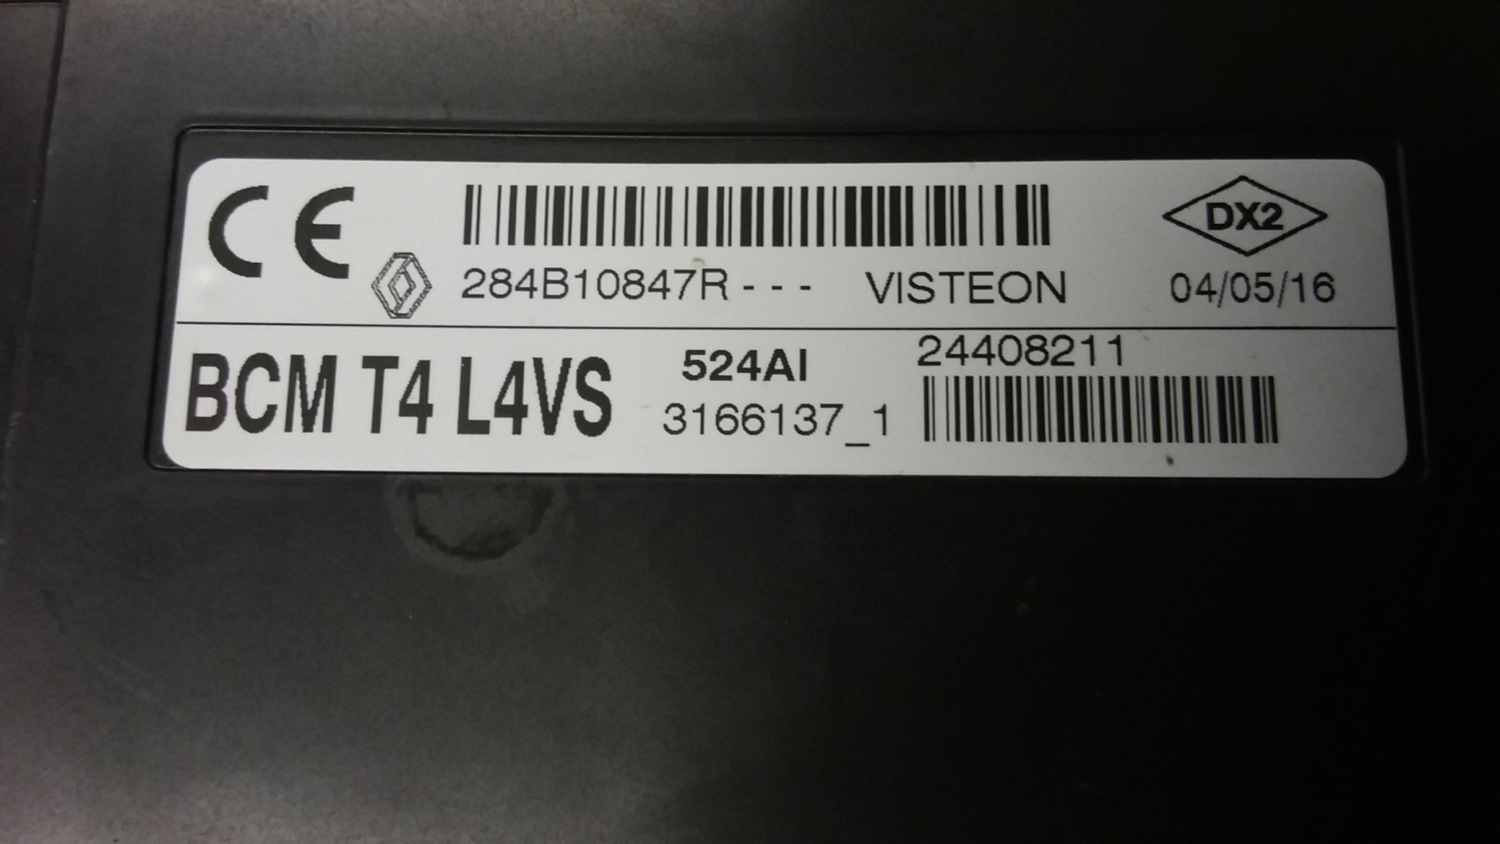 CE
284B10847R - - - VISTEON
DX2
04/05/16
BCM T4 L4VS
524AI
3166137_1
24408211